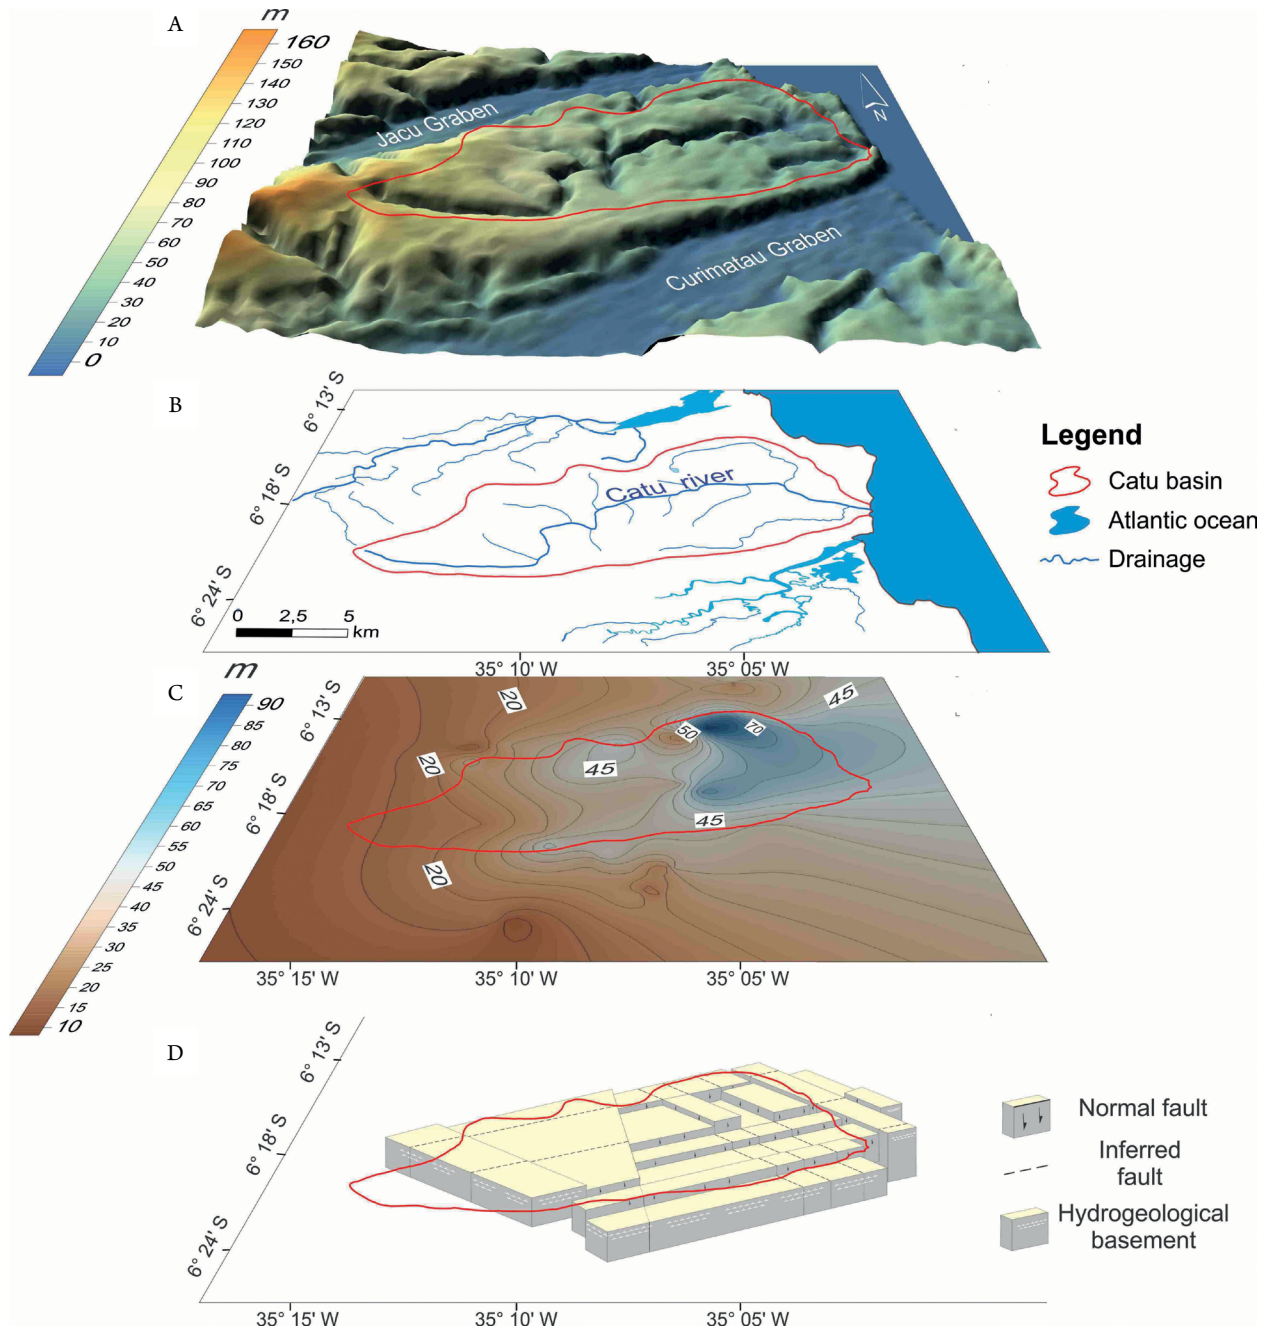 A
m
160
150
140
130
120
100
90
80
70
60
50
40
30
20
10
0
Jacu Graben
Curimatau Graben
N
B
6° 13' S
6° 18' S
6° 24' S
Catu river
0 2,5 5
km
35° 10' W 35° 05' W
Legend
Catu basin
Atlantic ocean
Drainage
C
m
90
85
80
75
70
65
60
55
50
45
40
35
30
25
20
15
10
6° 13' S
6° 18' S
6° 24' S
20
45
50
70
20
45
45
20
35° 15' W 35° 10' W 35° 05' W
D
6° 13' S
6° 18' S
6° 24' S
35° 15' W 35° 10' W 35° 05' W
Normal fault
Inferred
fault
Hydrogeological
basement